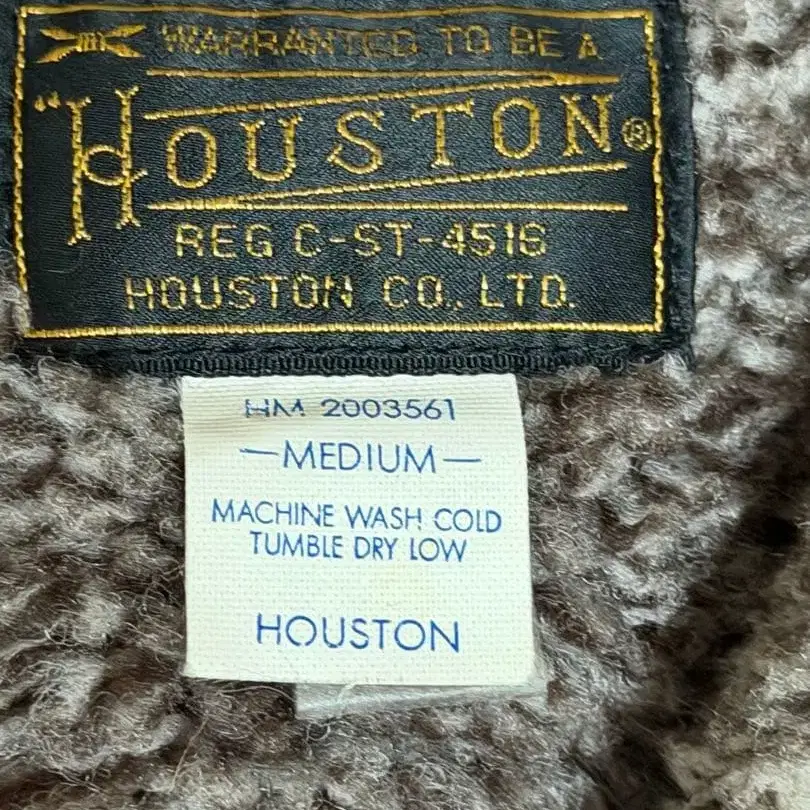 WARRANTED TO BE A
"HOUSTON®
REG C-ST-4516
HOUSTON CO., LTD.
HM 2003561
—MEDIUM—
MACHINE WASH COLD
TUMBLE DRY LOW
HOUSTON